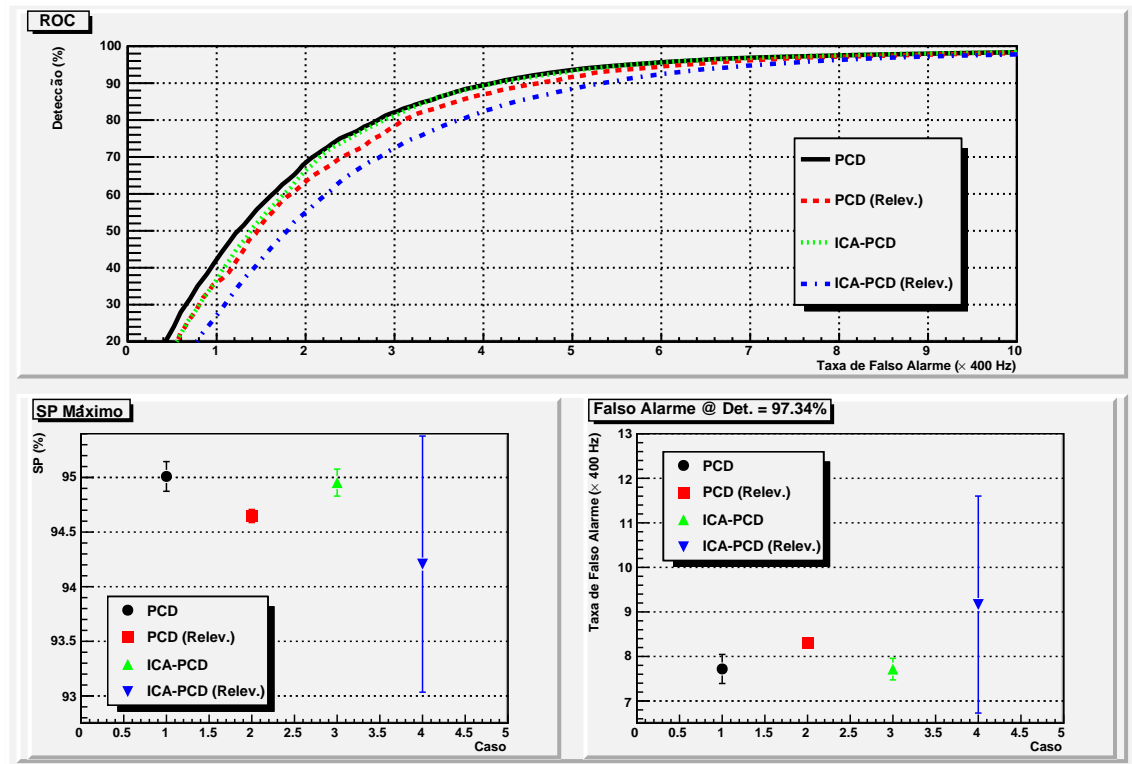 ROC
Detecção (%)
100
90
80
70
60
50
40
30
20
0 1 2 3 4 5 6 7 8 9 10
Taxa de Falso Alarme (× 400 Hz)
PCD
PCD (Relev.)
ICA-PCD
ICA-PCD (Relev.)
SP Máximo
SP (%)
95
94.5
94
93.5
93
0 0.5 1 1.5 2 2.5 3 3.5 4 4.5 5
Caso
PCD
PCD (Relev.)
ICA-PCD
ICA-PCD (Relev.)
Falso Alarme @ Det. = 97.34%
Taxa de Falso Alarme (× 400 Hz)
13
12
11
10
9
8
7
0 0.5 1 1.5 2 2.5 3 3.5 4 4.5 5
Caso
PCD
PCD (Relev.)
ICA-PCD
ICA-PCD (Relev.)